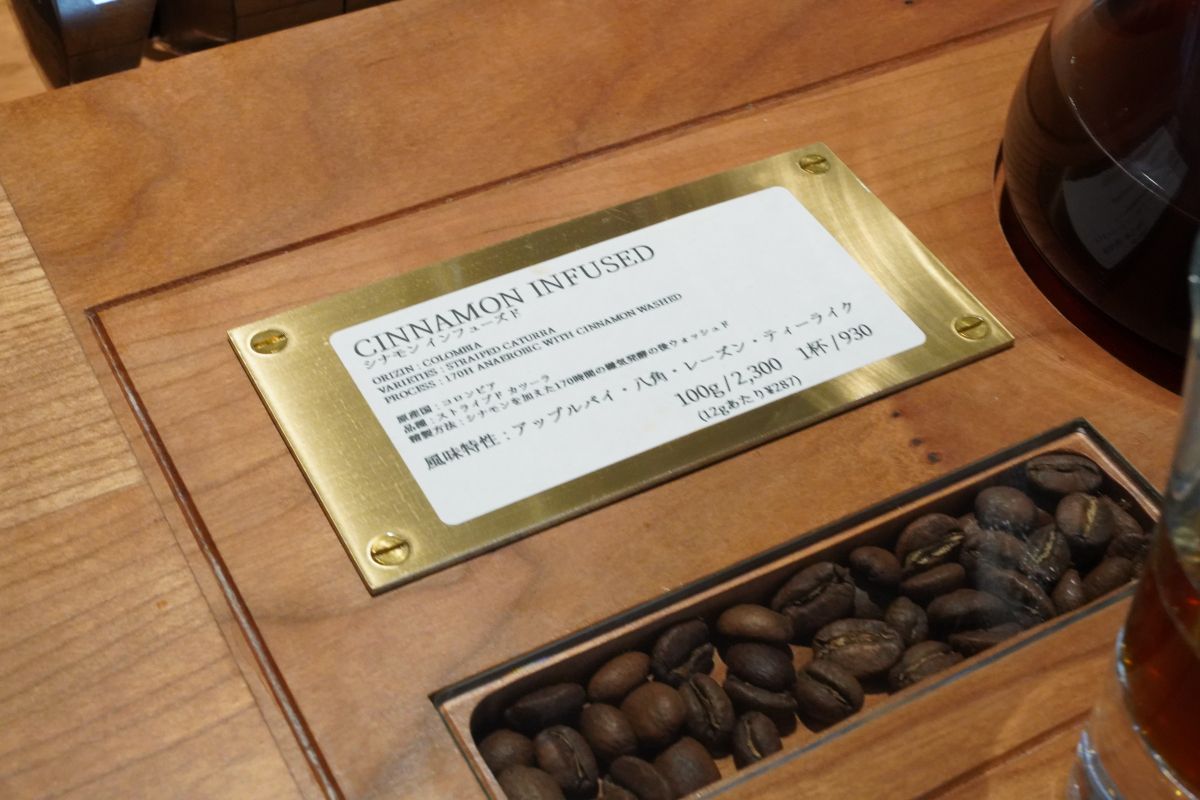 CINNAMON INFUSED
シナモン インフューズド
ORIZIN : COLOMBIA
VARIETES : STRAIPED CATURRA
PROCESS : 170H ANAEROBIC WITH CINNAMON WASHED
原産国 : コロンビア
品種 : ストライプド カツーラ
精製方法 : シナモンを加えた170時間の嫌気発酵の後ウォッシュド
風味特性 : アップルパイ・八角・レーズン・ティーライク
100g/2,300 1杯/930
(12gあたり¥287)